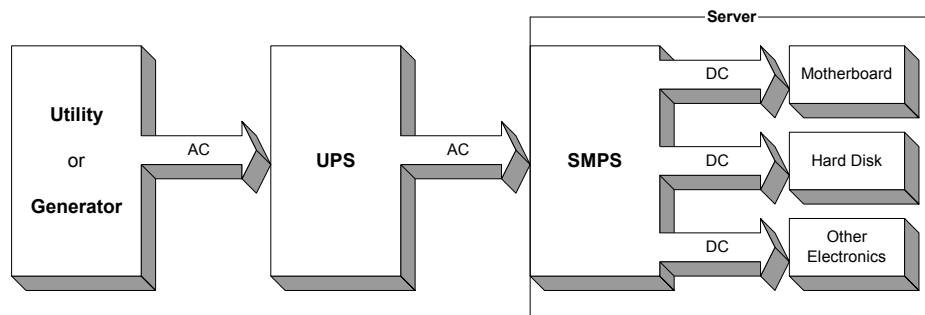 Server
Utility
or
Generator
AC
UPS
AC
SMPS
DC
Motherboard
DC
Hard Disk
DC
Other
Electronics